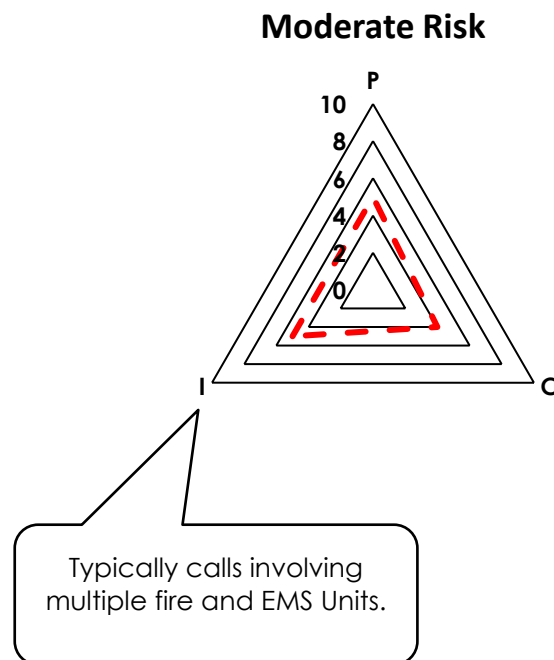 Moderate Risk
P
10
8
6
4
2
0
I
C
Typically calls involving
multiple fire and EMS Units.